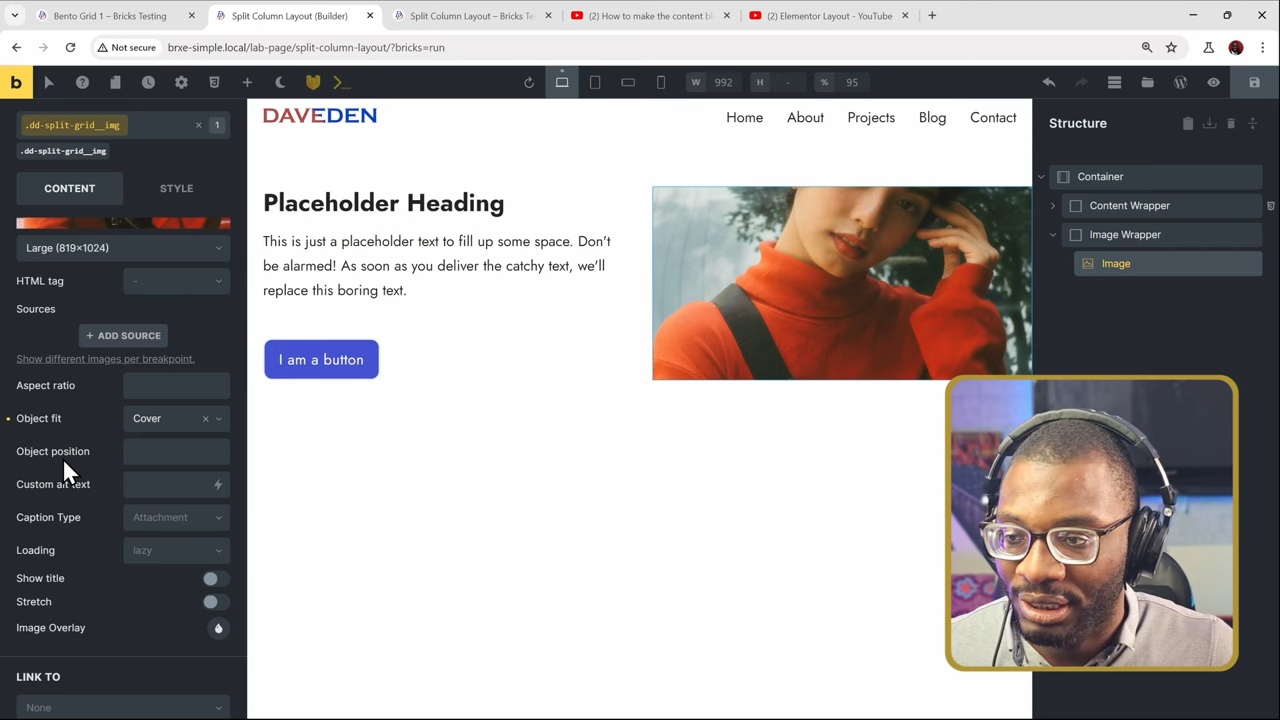 Bento Grid 1 – Bricks Testing
Split Column Layout (Builder)
Split Column Layout – Bricks Tes
(2) How to make the content bl
(2) Elementor Layout - YouTube
Not secure
brxe-simple.local/lab-page/split-column-layout/?bricks=run
b
W 992 H - % 95
.dd-split-grid__img
1
.dd-split-grid__img
CONTENT STYLE
Large (819×1024)
HTML tag -
Sources
+ ADD SOURCE
Show different images per breakpoint.
Aspect ratio
Object fit Cover
Object position
Custom alt text
Caption Type Attachment
Loading lazy
Show title
Stretch
Image Overlay
LINK TO
None
DAVEDEN
Home About Projects Blog Contact
Placeholder Heading
This is just a placeholder text to fill up some space. Don't
be alarmed! As soon as you deliver the catchy text, we'll
replace this boring text.
I am a button
Structure
Container
Content Wrapper
Image Wrapper
Image